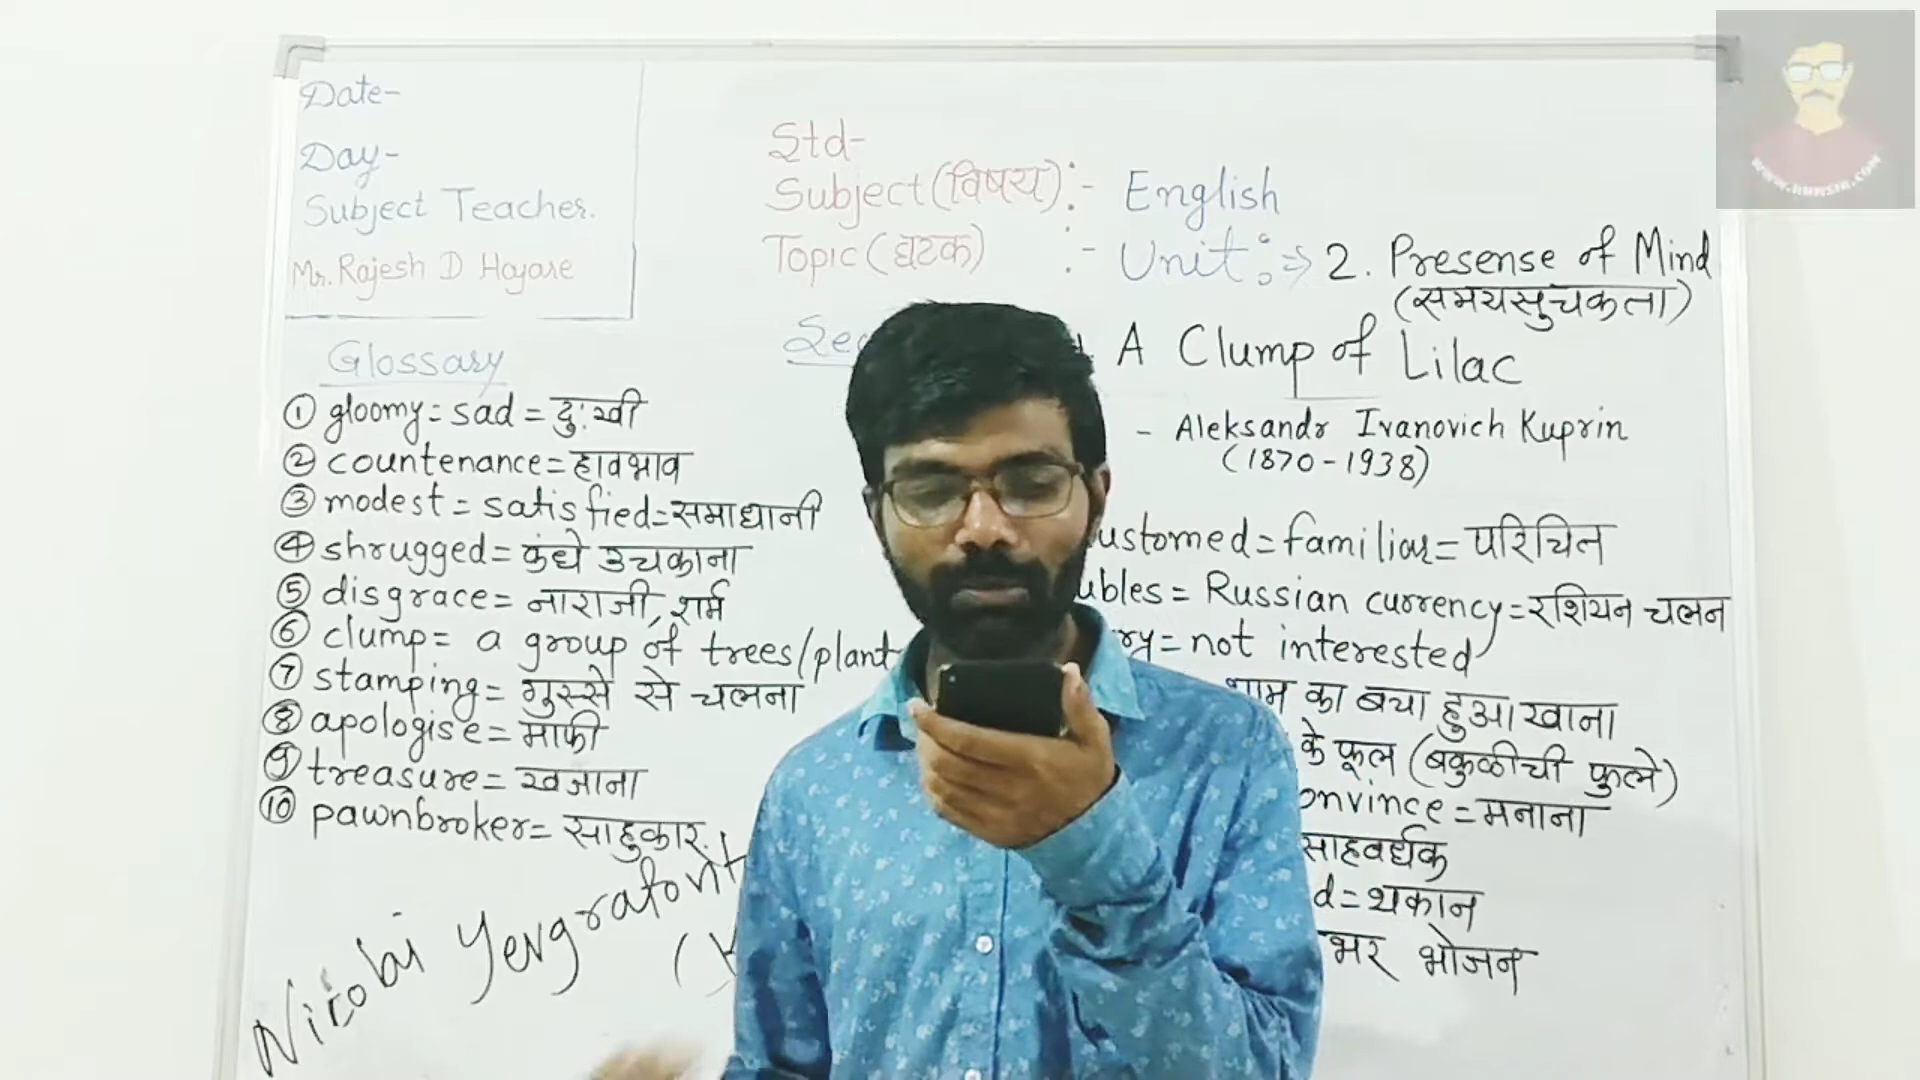 Date-
Day-
Subject Teacher.
Mr. Rajesh D Hayare
Std-
Subject (विषय) :- English
Topic (घटक) :- Unit :⇒ 2. Presense of Mind
(समयसुचकता)
A Clump of Lilac
- Aleksandr Ivanovich Kuprin
(1870-1938)
Glossary
① gloomy = sad = दुःखी
② countenance = हावभाव
③ modest = satisfied = समाधानी
④ shrugged = कंधे उचकाना
⑤ disgrace = नाराजी, शर्म
⑥ clump = a group of trees/plant
⑦ stamping = गुस्से से चलना
⑧ apologise = माफी
⑨ treasure = खजाना
⑩ pawnbroker = साहुकार.
ustomed = familiar = परिचित
ubles = Russian currency = रशियन चलन
ry = not interested
शाम का बचा हुआ खाना
के फूल (बकुळीची फुले)
onvince = मनाना
साहवर्धक
d = थकान
भर भोजन
WWW.RHRSIR.COM